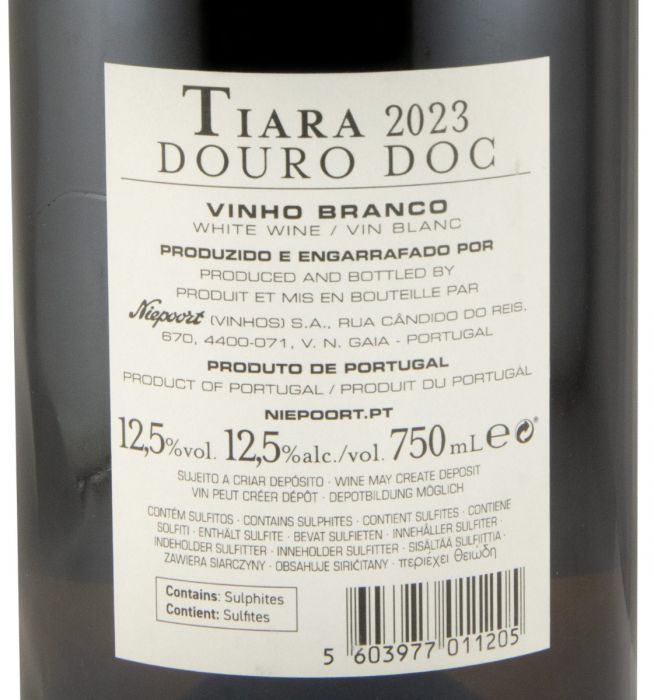 TIARA 2023
DOURO DOC
VINHO BRANCO
WHITE WINE / VIN BLANC
PRODUZIDO E ENGARRAFADO POR
PRODUCED AND BOTTLED BY
PRODUIT ET MIS EN BOUTEILLE PAR
Niepoort (VINHOS) S.A., RUA CÂNDIDO DO REIS,
670, 4400-071, V. N. GAIA - PORTUGAL
PRODUTO DE PORTUGAL
PRODUCT OF PORTUGAL / PRODUIT DU PORTUGAL
NIEPOORT.PT
12,5%vol. 12,5%alc./vol. 750mL e
SUJEITO A CRIAR DEPÓSITO · WINE MAY CREATE DEPOSIT
VIN PEUT CRÉER DÉPÔT · DEPOTBILDUNG MÖGLICH
CONTÉM SULFITOS · CONTAINS SULPHITES · CONTIENT SULFITES · CONTIENE
SOLFITI · ENTHÄLT SULFITE · BEVAT SULFIETEN · INNEHÅLLER SULFITER ·
INDEHOLDER SULFITTER · INNEHOLDER SULFITTER · SISÄLTÄÄ SULFIITTIA ·
ZAWIERA SIARCZYNY · OBSAHUJE SIRIČITANY · περιέχει θειώδη
Contains: Sulphites
Contient: Sulfites
5 603977 011205